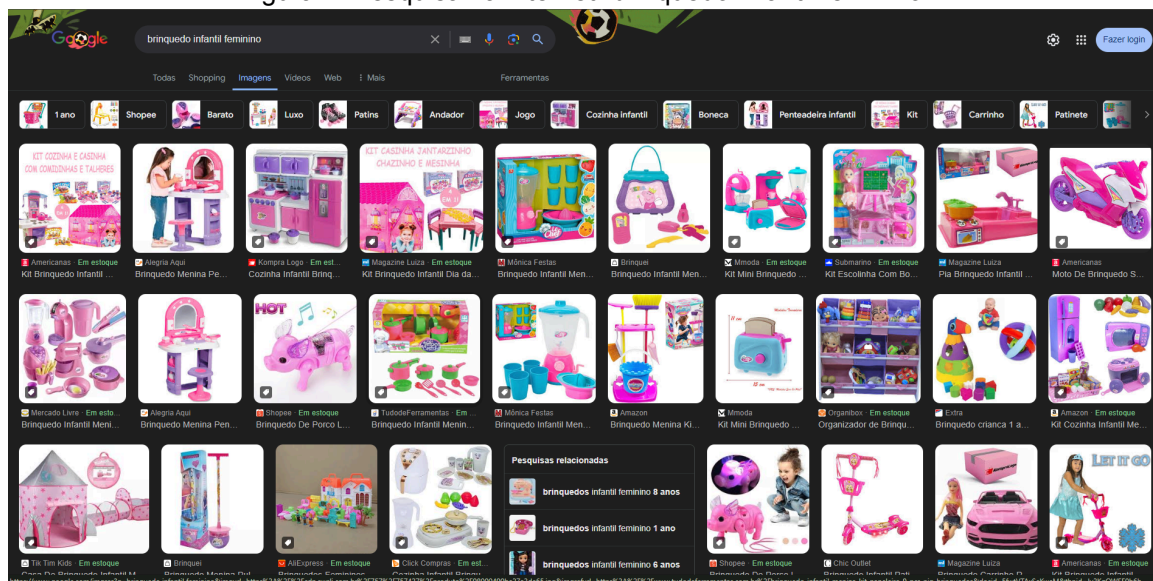 Google
brinquedo infantil feminino
Fazer login
Todas Shopping Imagens Vídeos Web Mais Ferramentas
1 ano Shopee Barato Luxo Patins Andador Jogo Cozinha infantil Boneca Penteadeira infantil Kit Carrinho Patinete
KIT COZINHA E CASINHA
COM COMIDINHAS E TALHERES
KIT CASINHA JANTARZINHO
CHAZINHO E MESINHA
Americanas · Em estoque
Kit Brinquedo Infantil ...
Alegria Aqui
Brinquedo Menina Pe...
Kompra Logo · Em est...
Cozinha Infantil Brinq...
Magazine Luiza · Em estoque
Kit Brinquedo Infantil Dia da...
Mônica Festas
Brinquedo Infantil Men...
Brinquei
Brinquedo Infantil Men...
Mmoda · Em estoque
Kit Mini Brinquedo ...
Submarino · Em estoque
Kit Escolinha Com Bo...
Magazine Luiza
Pia Brinquedo Infantil ...
Americanas
Moto De Brinquedo S...
HOT
Mercado Livre · Em esto...
Brinquedo Infantil Meni...
Alegria Aqui
Brinquedo Menina Pen...
Shopee · Em estoque
Brinquedo De Porco L...
TudodeFerramentas · Em ...
Brinquedo Infantil Menin...
Mônica Festas
Brinquedo Infantil Men...
Amazon
Brinquedo Menina Ki...
Mmoda
Kit Mini Brinquedo ...
Organibox · Em estoque
Organizador de Brinqu...
Extra
Brinquedo crianca 1 a...
Amazon · Em estoque
Kit Cozinha Infantil Me...
Pesquisas relacionadas
brinquedos infantil feminino 8 anos
brinquedos infantil feminino 1 ano
brinquedos infantil feminino 6 anos
LET IT GO
Tik Tim Kids · Em estoque
Brinquei
AliExpress · Em estoque
Click Compras · Em est...
Shopee · Em estoque
Chic Outlet
Magazine Luiza
Americanas · Em estoque